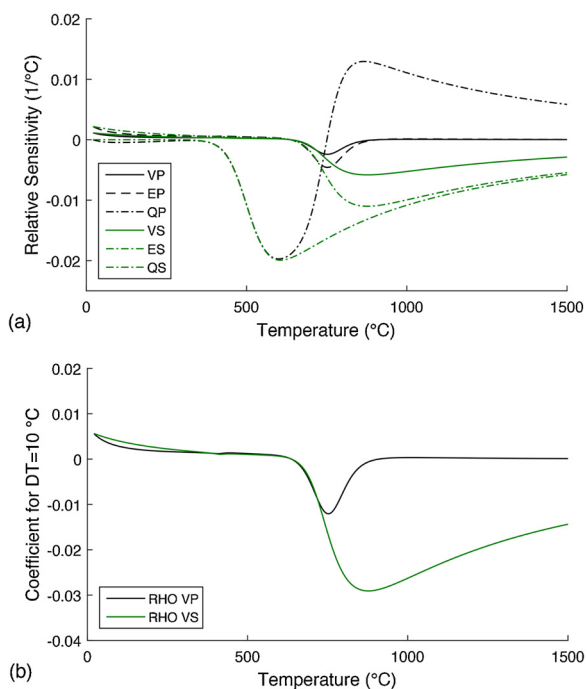 0.02
0.01
0
-0.01
-0.02
Relative Sensitivity (1/°C)
VP
EP
QP
VS
ES
QS
0
500
1000
1500
Temperature (°C)
(a)
0.02
0.01
0
-0.01
-0.02
-0.03
-0.04
Coefficient for DT=10 °C
RHO VP
RHO VS
0
500
1000
1500
Temperature (°C)
(b)